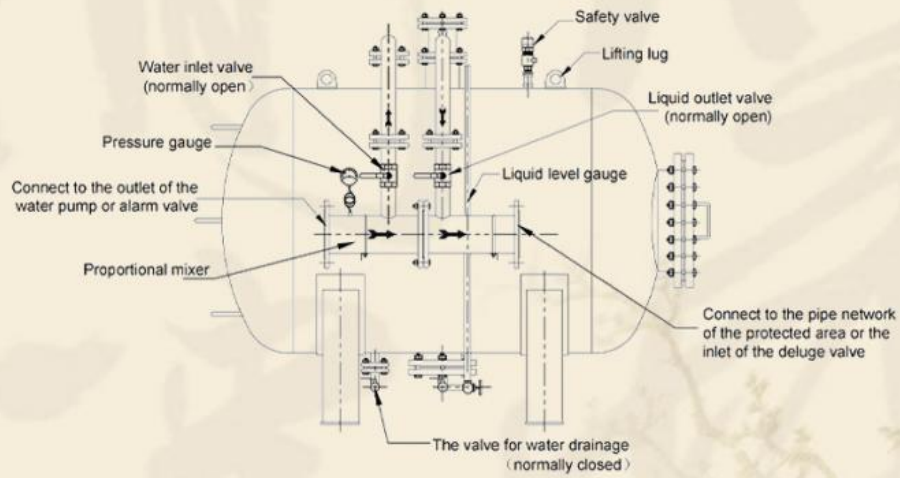 Safety valve
Water inlet valve
(normally open)
Lifting lug
Liquid outlet valve
(normally open)
Pressure gauge
Liquid level gauge
Connect to the outlet of the
water pump or alarm valve
Proportional mixer
Connect to the pipe network
of the protected area or the
inlet of the deluge valve
The valve for water drainage
(normally closed)